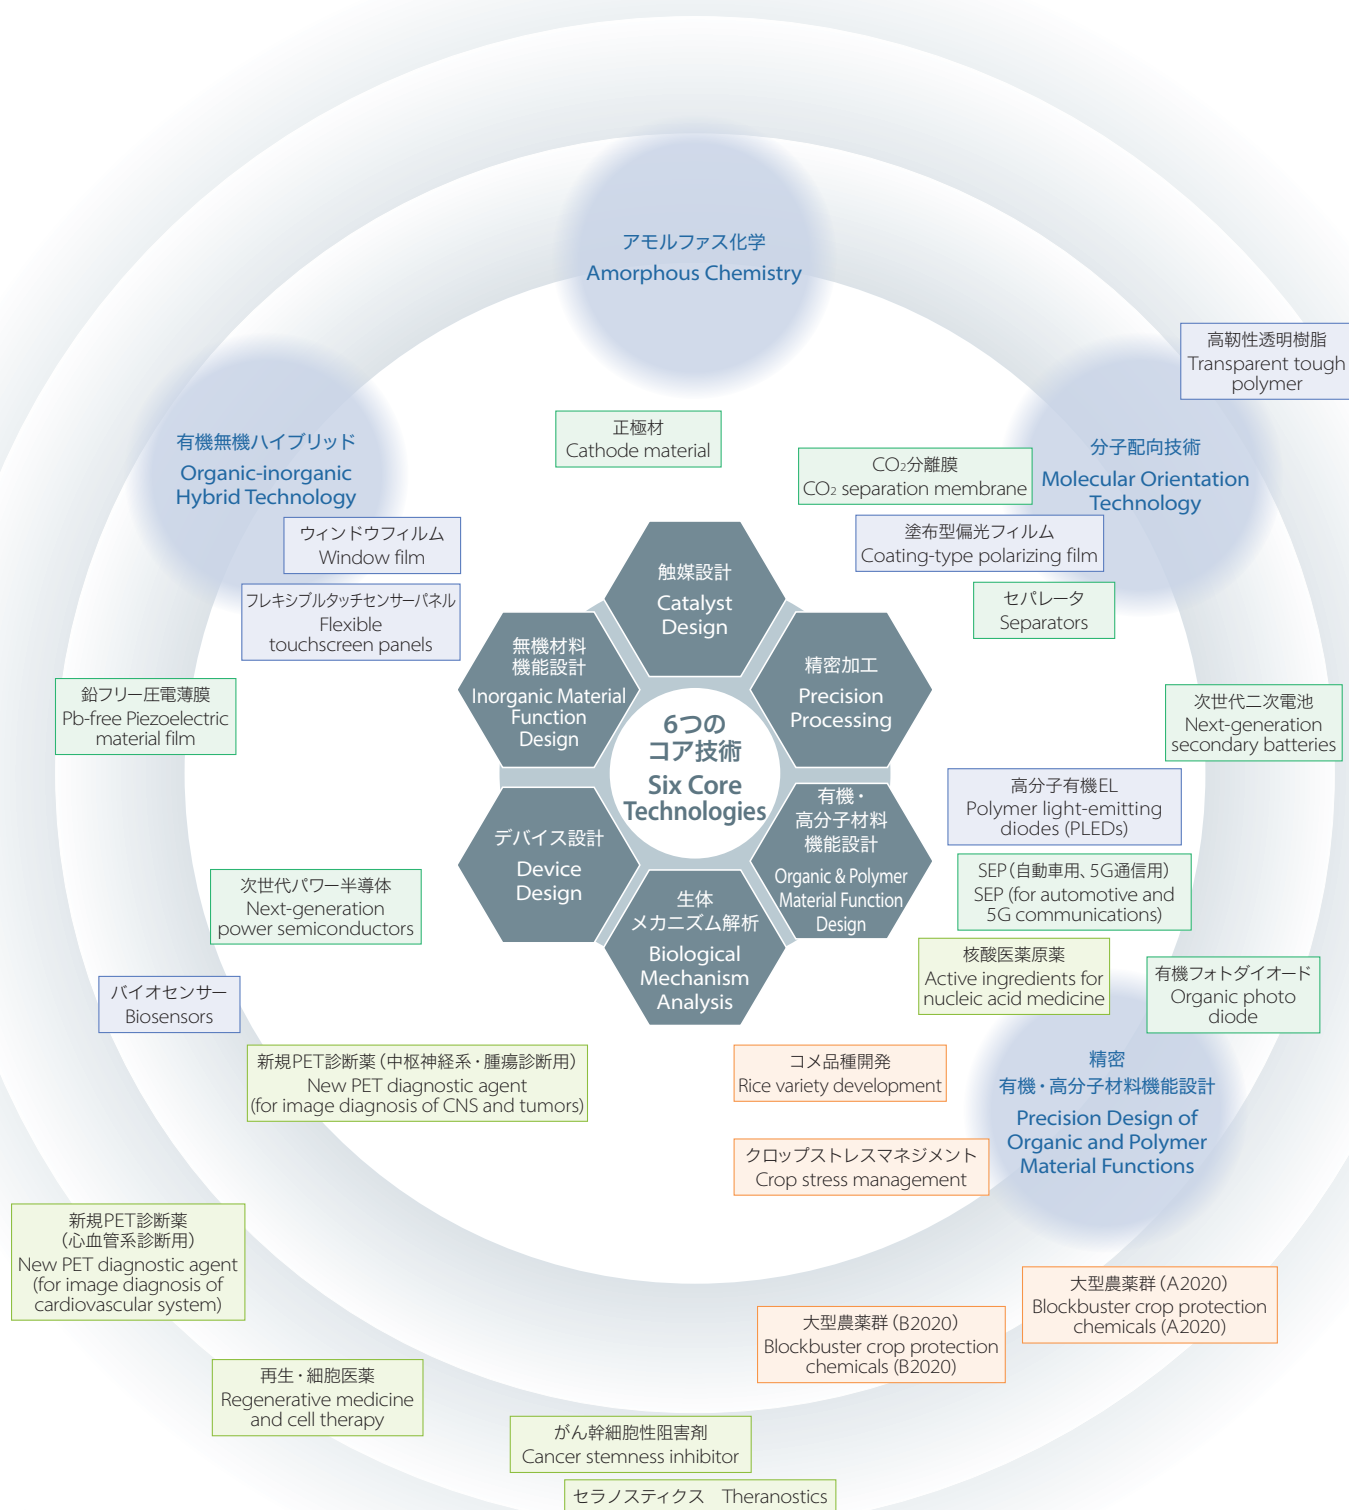 アモルファス化学
Amorphous Chemistry
高靭性透明樹脂
Transparent tough
polymer
有機無機ハイブリッド
Organic-inorganic
Hybrid Technology
正極材
Cathode material
CO₂分離膜
CO₂ separation membrane
分子配向技術
Molecular Orientation
Technology
ウィンドウフィルム
Window film
塗布型偏光フィルム
Coating-type polarizing film
フレキシブルタッチセンサーパネル
Flexible
touchscreen panels
セパレータ
Separators
触媒設計
Catalyst
Design
無機材料
機能設計
Inorganic Material
Function
Design
精密加工
Precision
Processing
鉛フリー圧電薄膜
Pb-free Piezoelectric
material film
次世代二次電池
Next-generation
secondary batteries
6つの
コア技術
Six Core
Technologies
高分子有機EL
Polymer light-emitting
diodes (PLEDs)
デバイス設計
Device
Design
有機・
高分子材料
機能設計
Organic & Polymer
Material Function
Design
次世代パワー半導体
Next-generation
power semiconductors
SEP（自動車用、5G通信用）
SEP (for automotive and
5G communications)
生体
メカニズム解析
Biological
Mechanism
Analysis
核酸医薬原薬
Active ingredients for
nucleic acid medicine
有機フォトダイオード
Organic photo
diode
バイオセンサー
Biosensors
新規PET診断薬（中枢神経系・腫瘍診断用）
New PET diagnostic agent
(for image diagnosis of CNS and tumors)
コメ品種開発
Rice variety development
精密
有機・高分子材料機能設計
Precision Design of
Organic and Polymer
Material Functions
クロップストレスマネジメント
Crop stress management
新規PET診断薬
（心血管系診断用）
New PET diagnostic agent
(for image diagnosis of
cardiovascular system)
大型農薬群（A2020）
Blockbuster crop protection
chemicals (A2020)
大型農薬群（B2020）
Blockbuster crop protection
chemicals (B2020)
再生・細胞医薬
Regenerative medicine
and cell therapy
がん幹細胞性阻害剤
Cancer stemness inhibitor
セラノスティクス　Theranostics